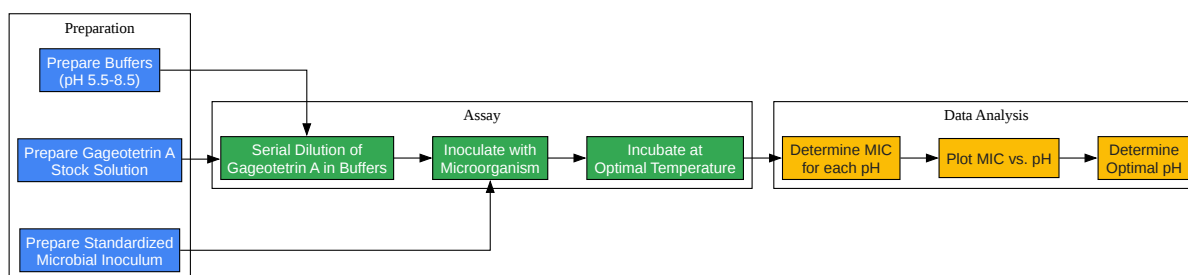 Preparation
Prepare Buffers
(pH 5.5-8.5)
Prepare Gageotetrin A
Stock Solution
Prepare Standardized
Microbial Inoculum
Assay
Serial Dilution of
Gageotetrin A in Buffers
Inoculate with
Microorganism
Incubate at
Optimal Temperature
Data Analysis
Determine MIC
for each pH
Plot MIC vs. pH
Determine
Optimal pH